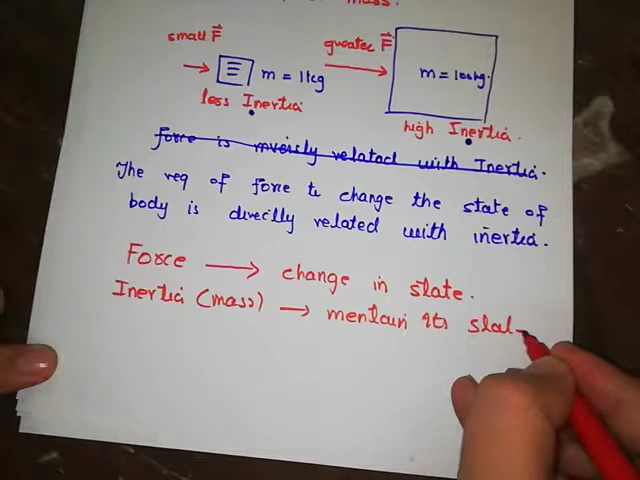 mass.
small F⃗
greater F⃗
m = 1kg
m = 100kg.
less Inertia
high Inertia.
force is inversly related with Inertia.
The req of force to change the state of
body is directly related with inertia.
Force → change in state.
Inertia (mass) → mentain its stat